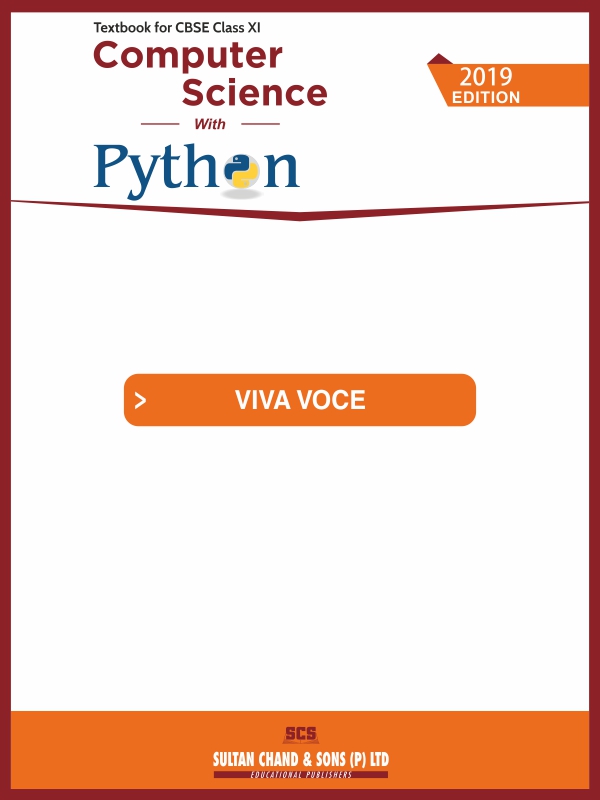 Textbook for CBSE Class XI
Computer
Science
With
Python
2019
EDITION
> VIVA VOCE
SCS
SULTAN CHAND & SONS (P) LTD
EDUCATIONAL PUBLISHERS